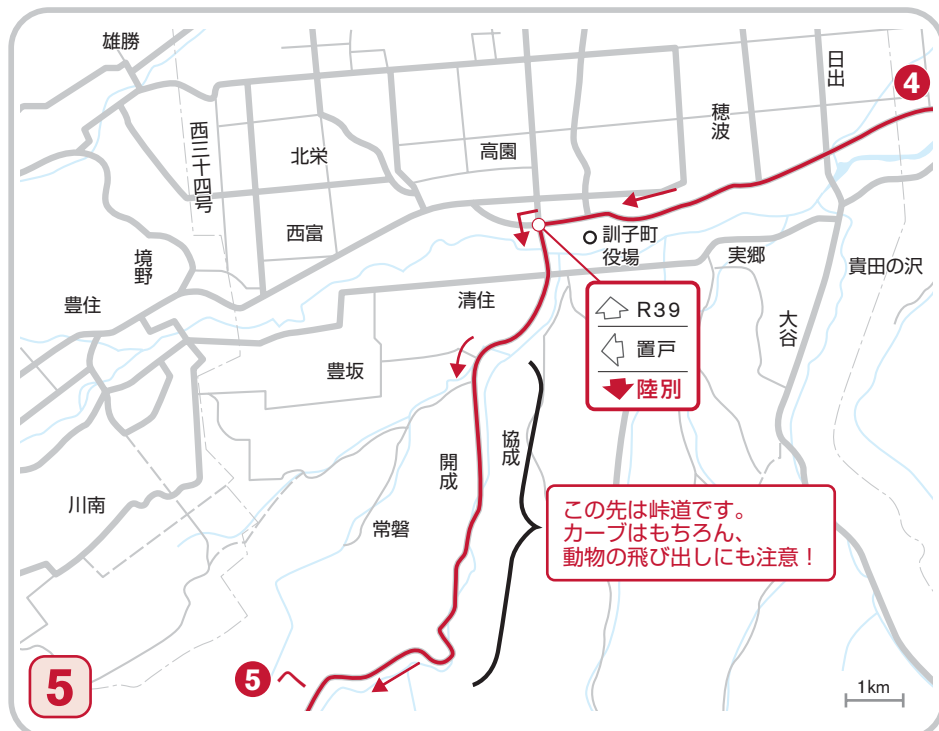 雄勝
日出
4
穂波
西三十四号
北栄
高園
西富
訓子町
役場
境野
実郷
貴田の沢
豊住
清住
R39
置戸
陸別
大谷
豊坂
協成
開成
川南
常磐
この先は峠道です。
カーブはもちろん、
動物の飛び出しにも注意！
5
5
1km